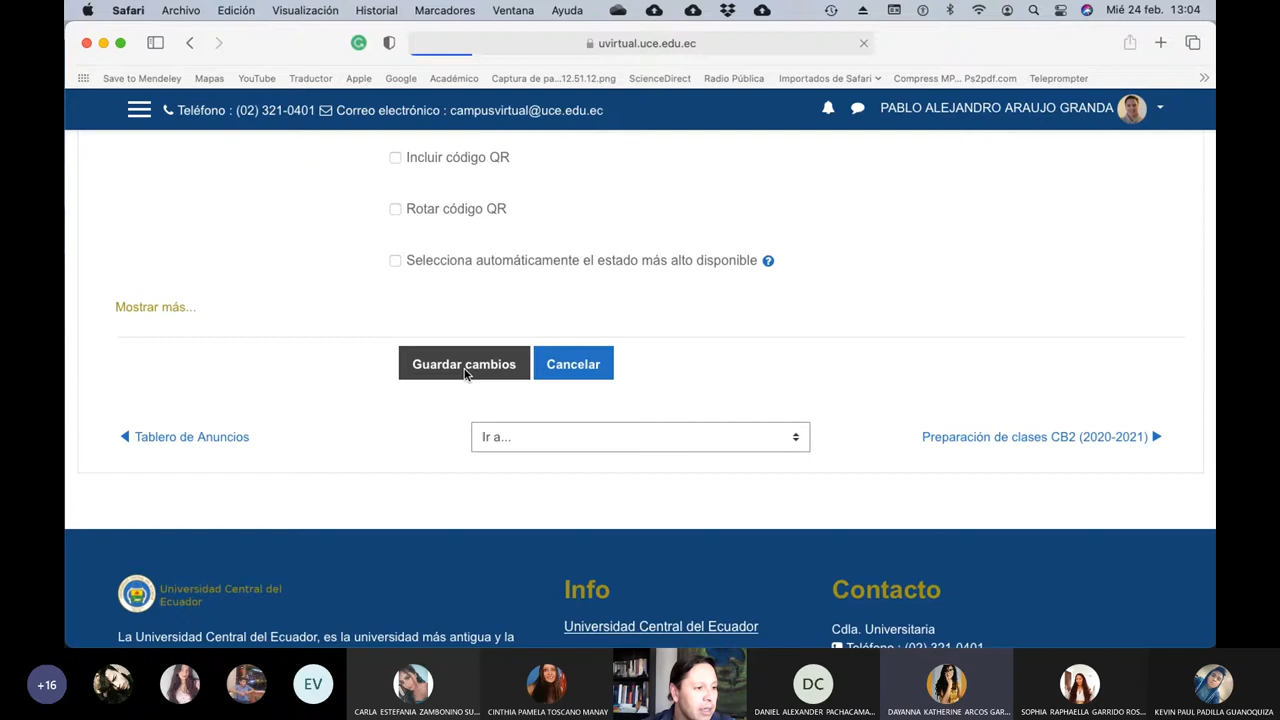 Safari Archivo Edición Visualización Historial Marcadores Ventana Ayuda Mié 24 feb. 13:04
uvirtual.uce.edu.ec
Save to Mendeley Mapas YouTube Traductor Apple Google Académico Captura de pa...12.51.12.png ScienceDirect Radio Pública Importados de Safari Compress MP... Ps2pdf.com Teleprompter
Teléfono : (02) 321-0401 Correo electrónico : campusvirtual@uce.edu.ec PABLO ALEJANDRO ARAUJO GRANDA
Incluir código QR
Rotar código QR
Selecciona automáticamente el estado más alto disponible
Mostrar más...
Guardar cambios Cancelar
Tablero de Anuncios Ir a... Preparación de clases CB2 (2020-2021)
Universidad Central del
Ecuador
Info
Contacto
Universidad Central del Ecuador
Cdla. Universitaria
La Universidad Central del Ecuador, es la universidad más antigua y la
Teléfono : (02) 321-0401
+16 EV DC
CARLA ESTEFANIA ZAMBONINO SU... CINTHIA PAMELA TOSCANO MANAY DANIEL ALEXANDER PACHACAMA... DAYANNA KATHERINE ARCOS GAR... SOPHIA RAPHAELLA GARRIDO ROS... KEVIN PAUL PADILLA GUANOQUIZA